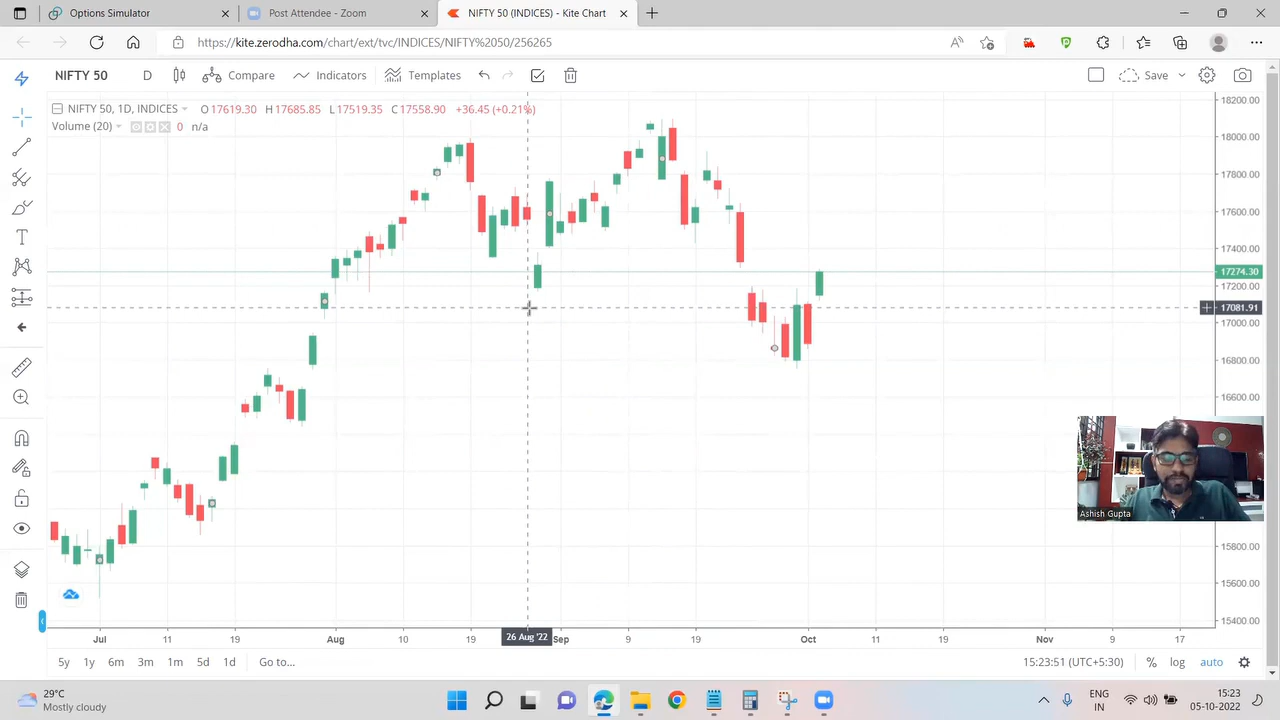 Options Simulator
Post Attendee - Zoom
NIFTY 50 (INDICES) - Kite Chart
https://kite.zerodha.com/chart/ext/tvc/INDICES/NIFTY%2050/256265
NIFTY 50
D
Compare
Indicators
Templates
Save
NIFTY 50, 1D, INDICES
O17619.30 H17685.85 L17519.35 C17558.90 +36.45 (+0.21%)
Volume (20)
0 n/a
18200.00
18000.00
17800.00
17600.00
17400.00
17274.30
17200.00
17081.91
17000.00
16800.00
16600.00
15800.00
15600.00
15400.00
Ashish Gupta
Jul
11
19
Aug
10
19
26 Aug '22
Sep
9
19
Oct
11
19
Nov
9
17
5y 1y 6m 3m 1m 5d 1d Go to...
15:23:51 (UTC+5:30) % log auto
29°C
Mostly cloudy
ENG
IN
15:23
05-10-2022